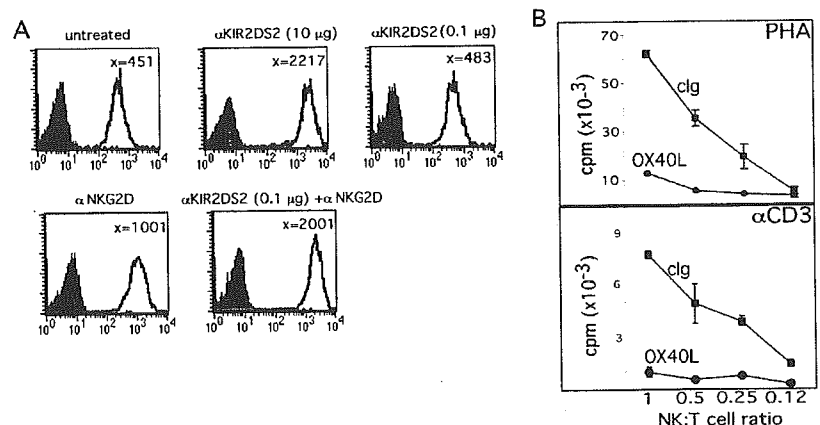 A
untreated
x=451
10⁰ 10¹ 10² 10³ 10⁴
αKIR2DS2 (10 µg)
x=2217
10⁰ 10¹ 10² 10³ 10⁴
αKIR2DS2 (0.1 µg)
x=483
10⁰ 10¹ 10² 10³ 10⁴
α NKG2D
x=1001
10⁰ 10¹ 10² 10³ 10⁴
αKIR2DS2 (0.1 µg) +α NKG2D
x=2001
10⁰ 10¹ 10² 10³ 10⁴
B
PHA
cpm (x10⁻³)
70
50
30
10
cIg
OX40L
αCD3
cpm (x10⁻³)
9
6
3
cIg
OX40L
1 0.5 0.25 0.12
NK:T cell ratio